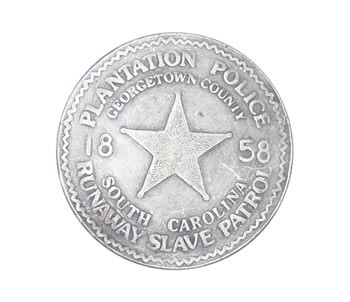 PLANTATION POLICE
GEORGETOWN COUNTY
18 58
SOUTH CAROLINA
RUNAWAY SLAVE PATROL